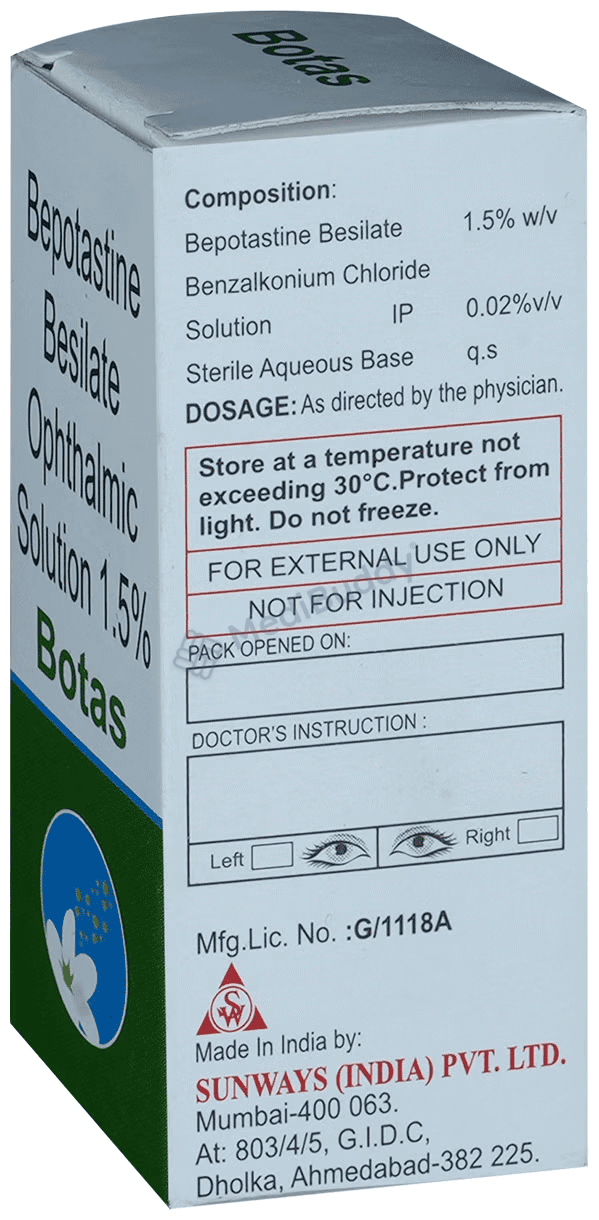 Botas
Bepotastine
Besilate
Ophthalmic
Solution 1.5%
Botas
Composition:
Bepotastine Besilate 1.5% w/v
Benzalkonium Chloride
Solution IP 0.02%v/v
Sterile Aqueous Base q.s
DOSAGE: As directed by the physician.
Store at a temperature not
exceeding 30°C.Protect from
light. Do not freeze.
FOR EXTERNAL USE ONLY
NOT FOR INJECTION
MediBuddy
PACK OPENED ON:
DOCTOR'S INSTRUCTION :
Left Right
Mfg.Lic. No. :G/1118A
SW
Made In India by:
SUNWAYS (INDIA) PVT. LTD.
Mumbai-400 063.
At: 803/4/5, G.I.D.C,
Dholka, Ahmedabad-382 225.